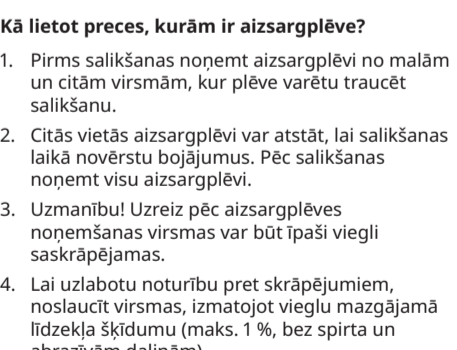 Kā lietot preces, kurām ir aizsargplēve?
1. Pirms salikšanas noņemt aizsargplēvi no malām
un citām virsmām, kur plēve varētu traucēt
salikšanu.
2. Citās vietās aizsargplēvi var atstāt, lai salikšanas
laikā novērstu bojājumus. Pēc salikšanas
noņemt visu aizsargplēvi.
3. Uzmanību! Uzreiz pēc aizsargplēves
noņemšanas virsmas var būt īpaši viegli
saskrāpējamas.
4. Lai uzlabotu noturību pret skrāpējumiem,
noslaucīt virsmas, izmatojot vieglu mazgājamā
līdzekļa šķīdumu (maks. 1 %, bez spirta un